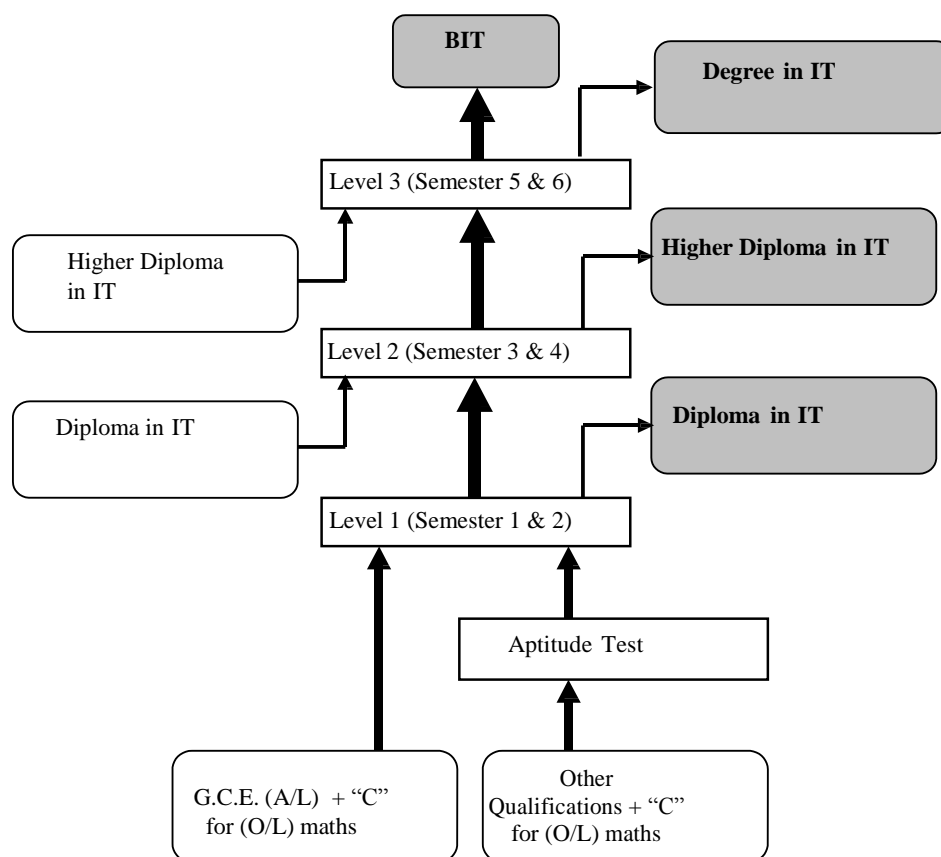 BIT
Degree in IT
Level 3 (Semester 5 & 6)
Higher Diploma
in IT
Higher Diploma in IT
Level 2 (Semester 3 & 4)
Diploma in IT
Diploma in IT
Level 1 (Semester 1 & 2)
Aptitude Test
G.C.E. (A/L) + “C”
for (O/L) maths
Other
Qualifications + “C”
for (O/L) maths